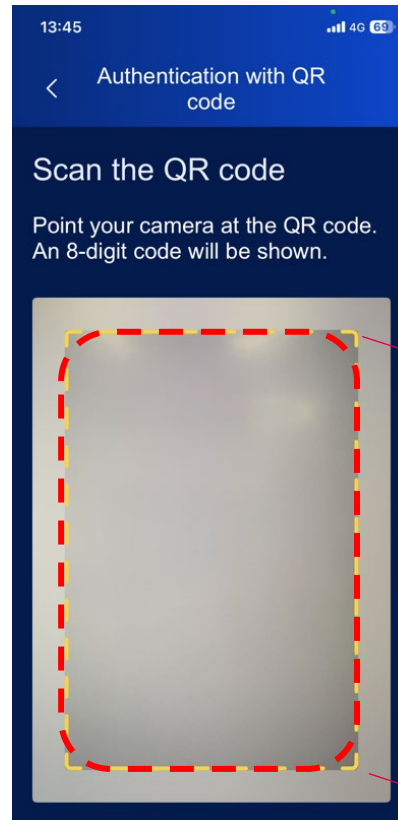 13:45
4G 69
Authentication with QR
code
Scan the QR code
Point your camera at the QR code.
An 8-digit code will be shown.